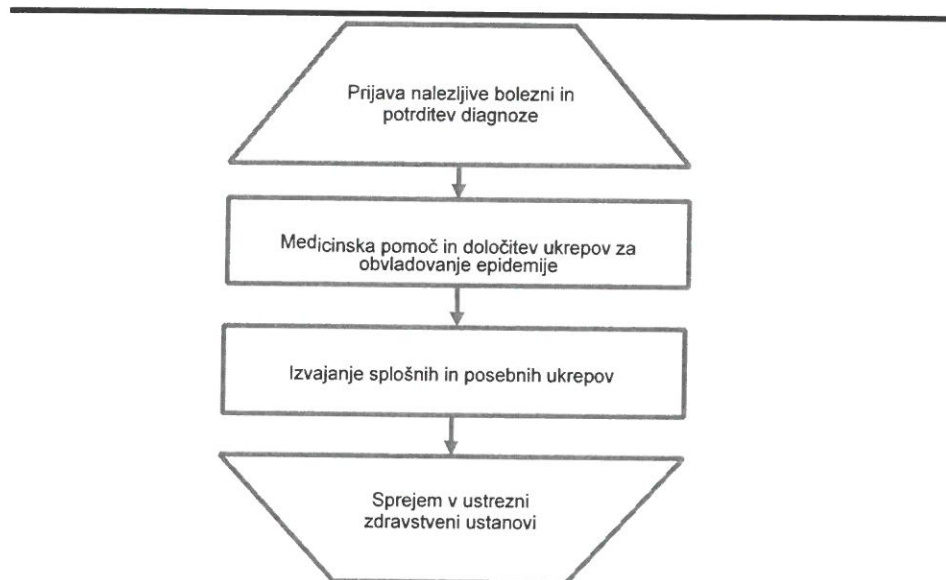 Prijava nalezljive bolezni in
potrditev diagnoze
Medicinska pomoč in določitev ukrepov za
obvladovanje epidemije
Izvajanje splošnih in posebnih ukrepov
Sprejem v ustrezni
zdravstveni ustanovi